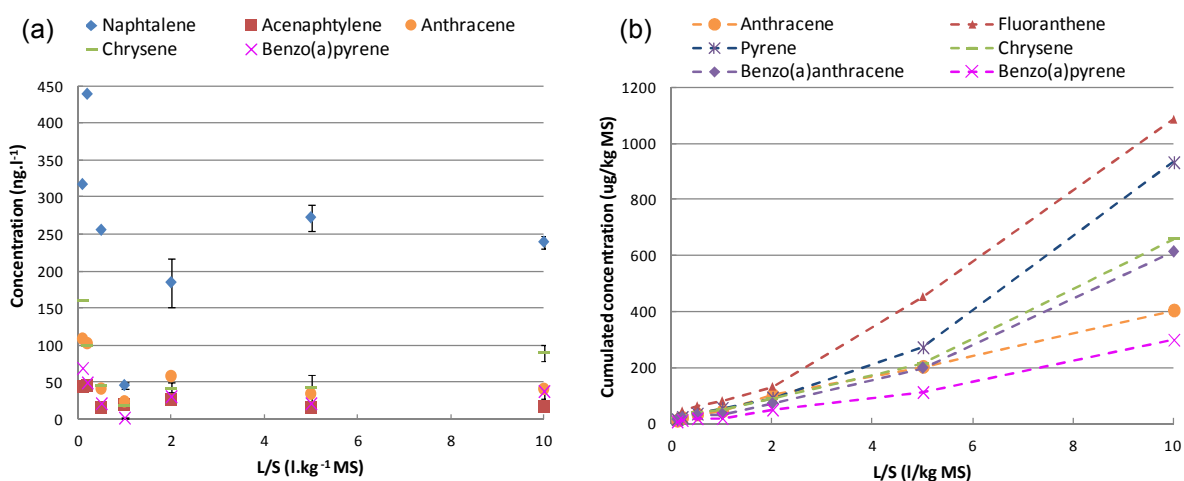 (a)
Naphtalene Acenaphtylene Anthracene
Chrysene Benzo(a)pyrene
Concentration (ng.l-1)
450
400
350
300
250
200
150
100
50
0
0 2 4 6 8 10
L/S (l.kg-1 MS)
(b)
Anthracene Fluoranthene
Pyrene Chrysene
Benzo(a)anthracene Benzo(a)pyrene
Cumulated concentration (ug/kg MS)
1200
1000
800
600
400
200
0
0 2 4 6 8 10
L/S (l/kg MS)